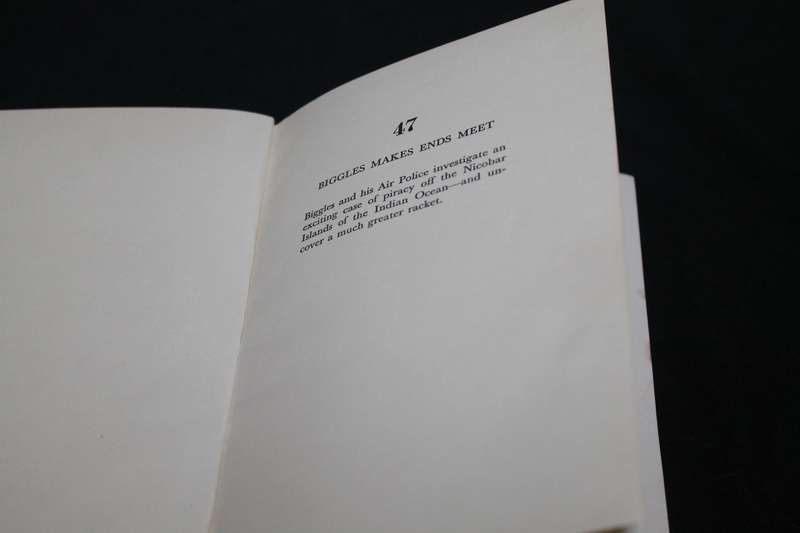 47
BIGGLES MAKES ENDS MEET
Biggles and his Air Police investigate an
exciting case of piracy off the Nicobar
Islands of the Indian Ocean—and un-
cover a much greater racket.